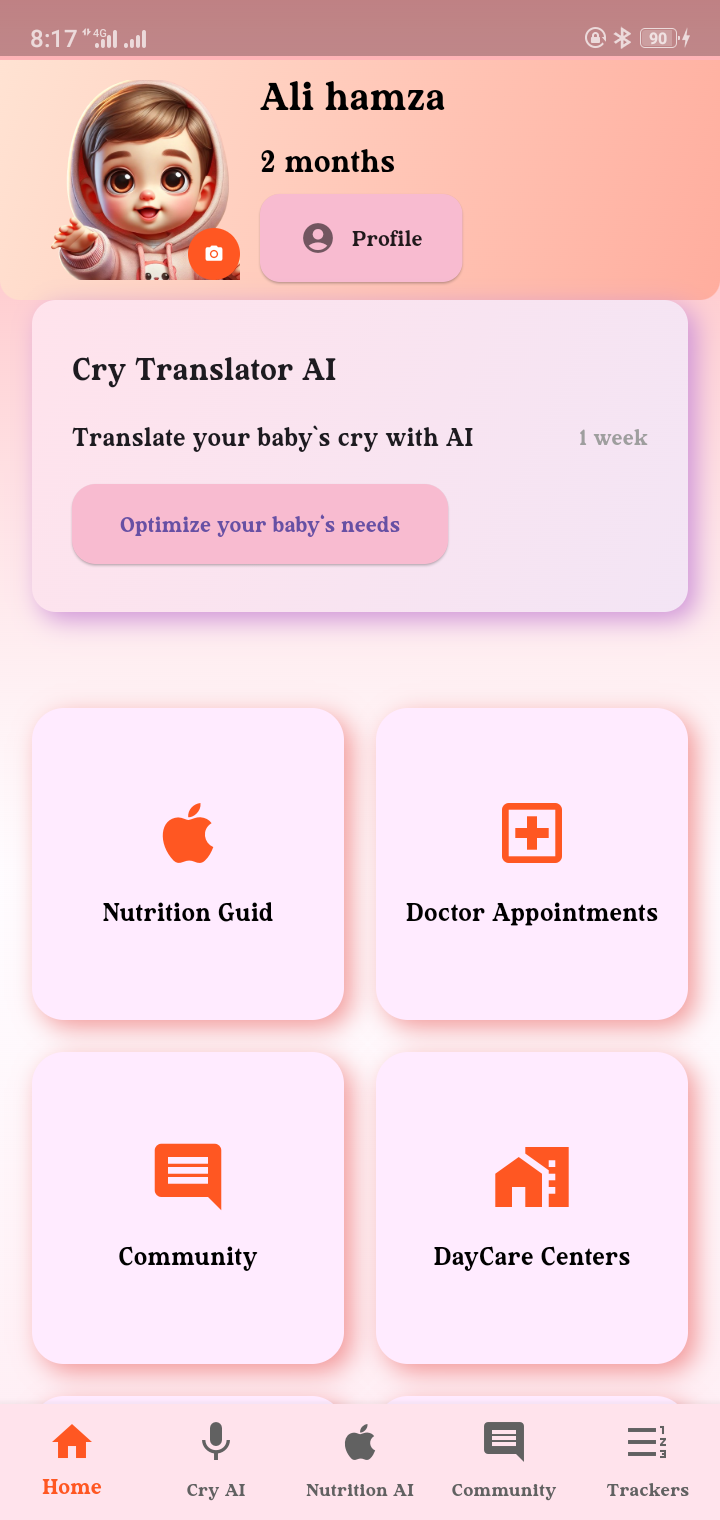 8:17 4G 90
Ali hamza
2 months
Profile
Cry Translator AI
Translate your baby`s cry with AI 1 week
Optimize your baby's needs
Nutrition Guid Doctor Appointments
Community DayCare Centers
Home Cry AI Nutrition AI Community Trackers